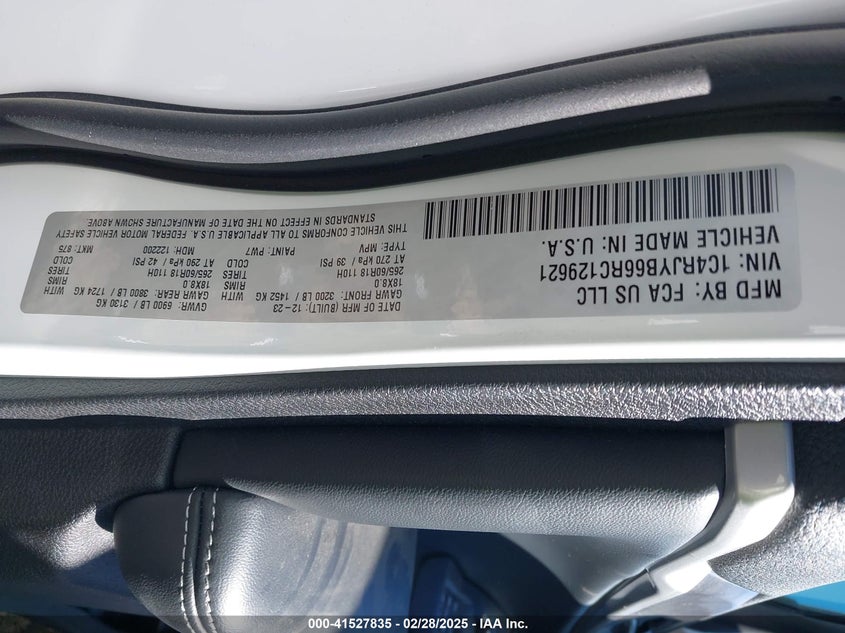 MFD BY: FCA US LLC
VIN: 1C4RJYB66RC129621
VEHICLE MADE IN: U.S.A.
DATE OF MFR (BUILT): 12-23 GVWR: 6900 LB / 3130 KG
GAWR FRONT: 3200 LB / 1452 KG WITH GAWR REAR: 3800 LB / 1724 KG WITH
18X8.0 RIMS 18X8.0 RIMS
265/60R18 110H TIRES 265/60R18 110H TIRES
AT 270 kPa / 39 PSI COLD AT 290 kPa / 42 PSI COLD
TYPE: MPV PAINT: PW7 MDH: 122200 MKT: 875
THIS VEHICLE CONFORMS TO ALL APPLICABLE U.S.A. FEDERAL MOTOR VEHICLE SAFETY
STANDARDS IN EFFECT ON THE DATE OF MANUFACTURE SHOWN ABOVE.
000-41527835 - 02/28/2025 - IAA Inc.